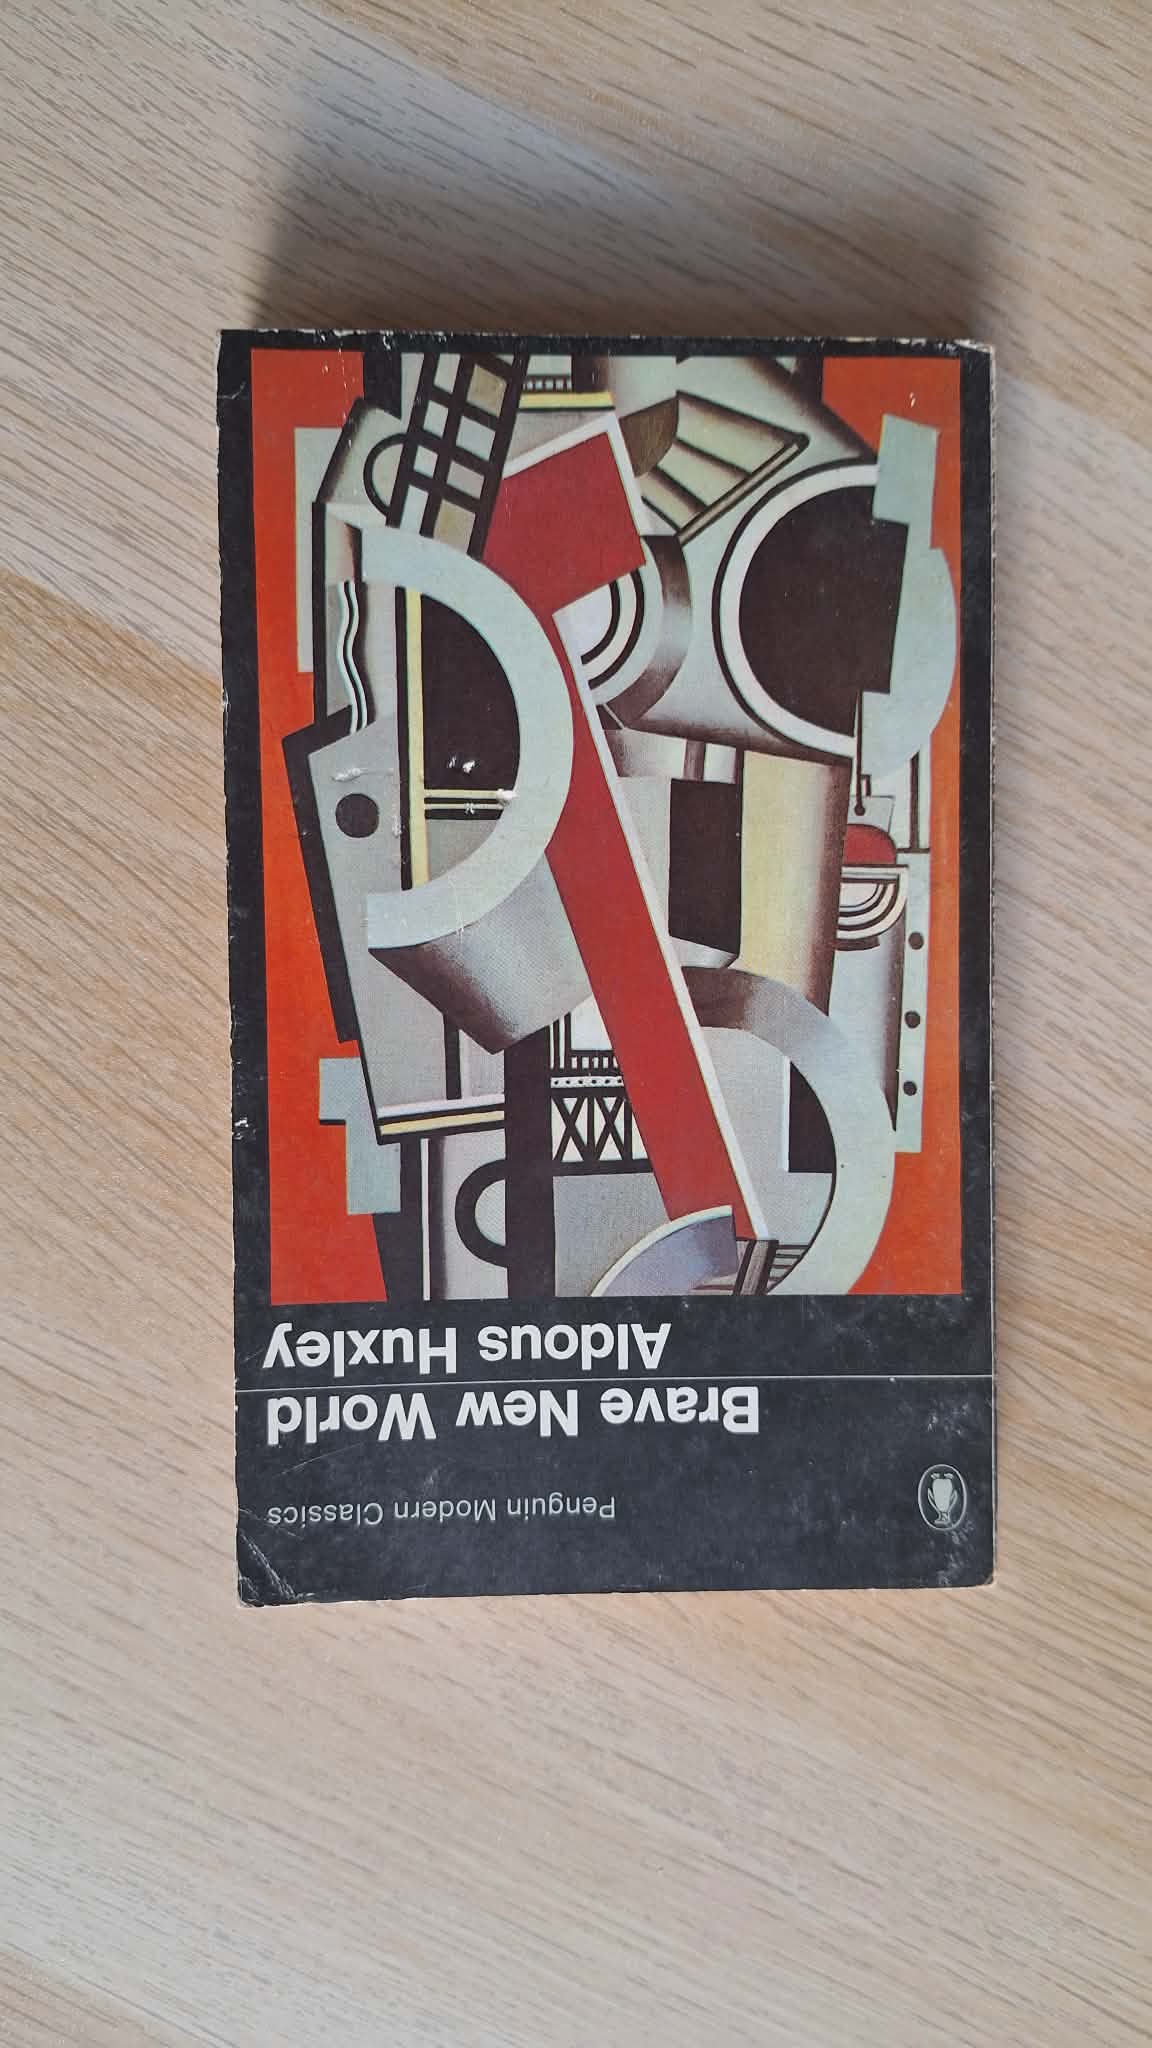 Penguin Modern Classics
Brave New World
Aldous Huxley